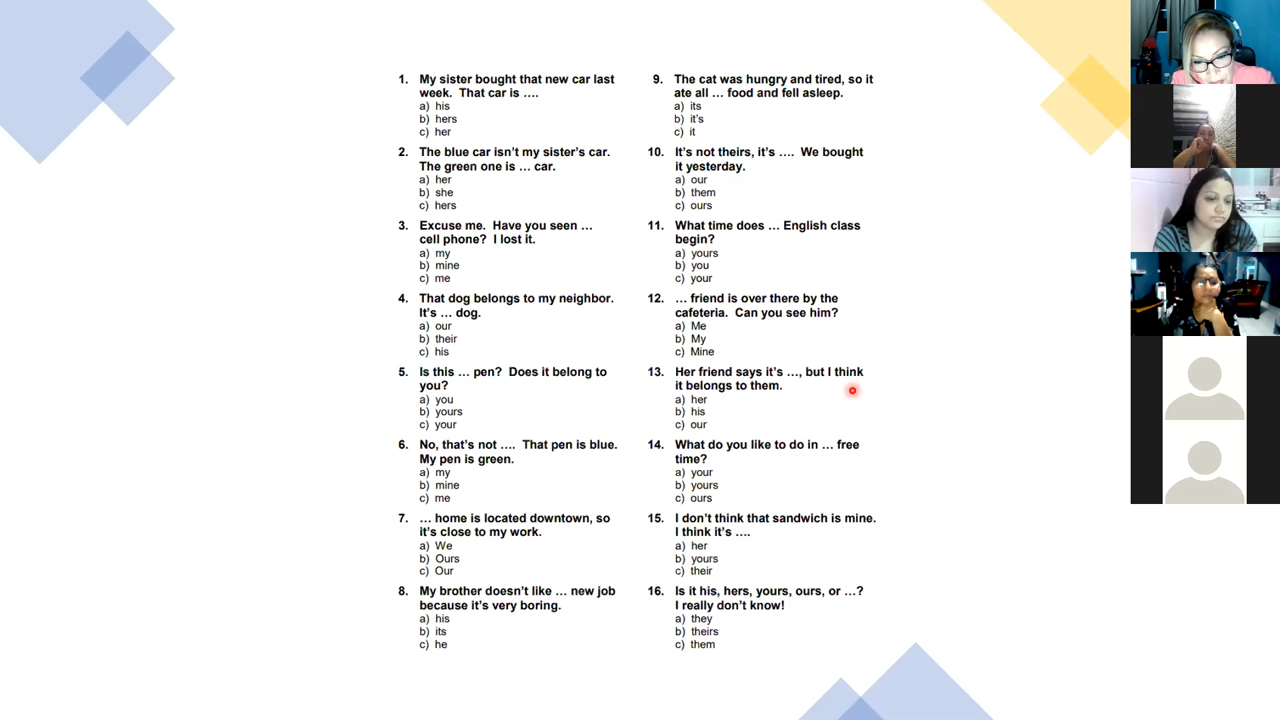 1. My sister bought that new car last
week. That car is ….
a) his
b) hers
c) her
2. The blue car isn't my sister's car.
The green one is … car.
a) her
b) she
c) hers
3. Excuse me. Have you seen …
cell phone? I lost it.
a) my
b) mine
c) me
4. That dog belongs to my neighbor.
It's … dog.
a) our
b) their
c) his
5. Is this … pen? Does it belong to
you?
a) you
b) yours
c) your
6. No, that's not …. That pen is blue.
My pen is green.
a) my
b) mine
c) me
7. … home is located downtown, so
it's close to my work.
a) We
b) Ours
c) Our
8. My brother doesn't like … new job
because it's very boring.
a) his
b) its
c) he
9. The cat was hungry and tired, so it
ate all … food and fell asleep.
a) its
b) it's
c) it
10. It's not theirs, it's …. We bought
it yesterday.
a) our
b) them
c) ours
11. What time does … English class
begin?
a) yours
b) you
c) your
12. … friend is over there by the
cafeteria. Can you see him?
a) Me
b) My
c) Mine
13. Her friend says it's …, but I think
it belongs to them.
a) her
b) his
c) our
14. What do you like to do in … free
time?
a) your
b) yours
c) ours
15. I don't think that sandwich is mine.
I think it's ….
a) her
b) yours
c) their
16. Is it his, hers, yours, ours, or …?
I really don't know!
a) they
b) theirs
c) them